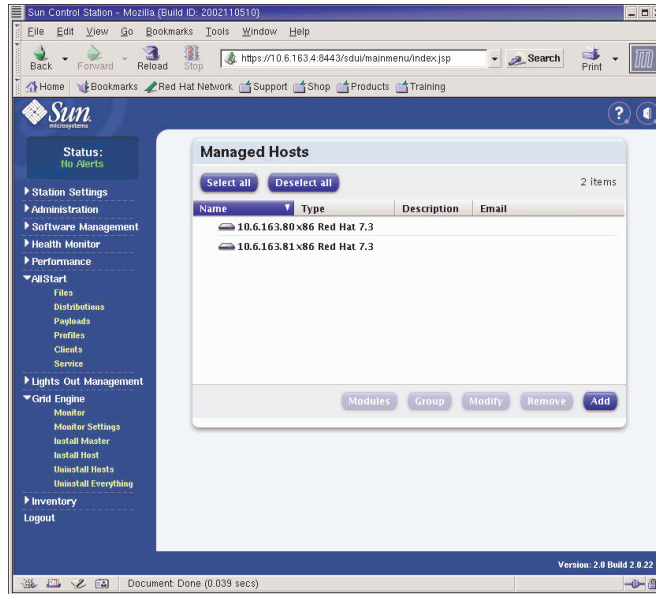 Sun Control Station - Mozilla {Build ID: 2002110510}
File Edit View Go Bookmarks Tools Window Help
Back Forward Reload Stop https://10.6.163.4:8443/sdui/mainmenu/index.jsp Search Print
Home Bookmarks Red Hat Network Support Shop Products Training
Sun
microsystems
Status:
No Alerts
Station Settings
Administration
Software Management
Health Monitor
Performance
AllStart
Files
Distributions
Payloads
Profiles
Clients
Service
Lights Out Management
Grid Engine
Monitor
Monitor Settings
Install Master
Install Host
Uninstall Hosts
Uninstall Everything
Inventory
Logout
Managed Hosts
Select all Deselect all 2 items
Name Type Description Email
10.6.163.80 x86 Red Hat 7.3
10.6.163.81 x86 Red Hat 7.3
Modules Group Modify Remove Add
Version: 2.0 Build 2.0.22
Document: Done (0.039 secs)